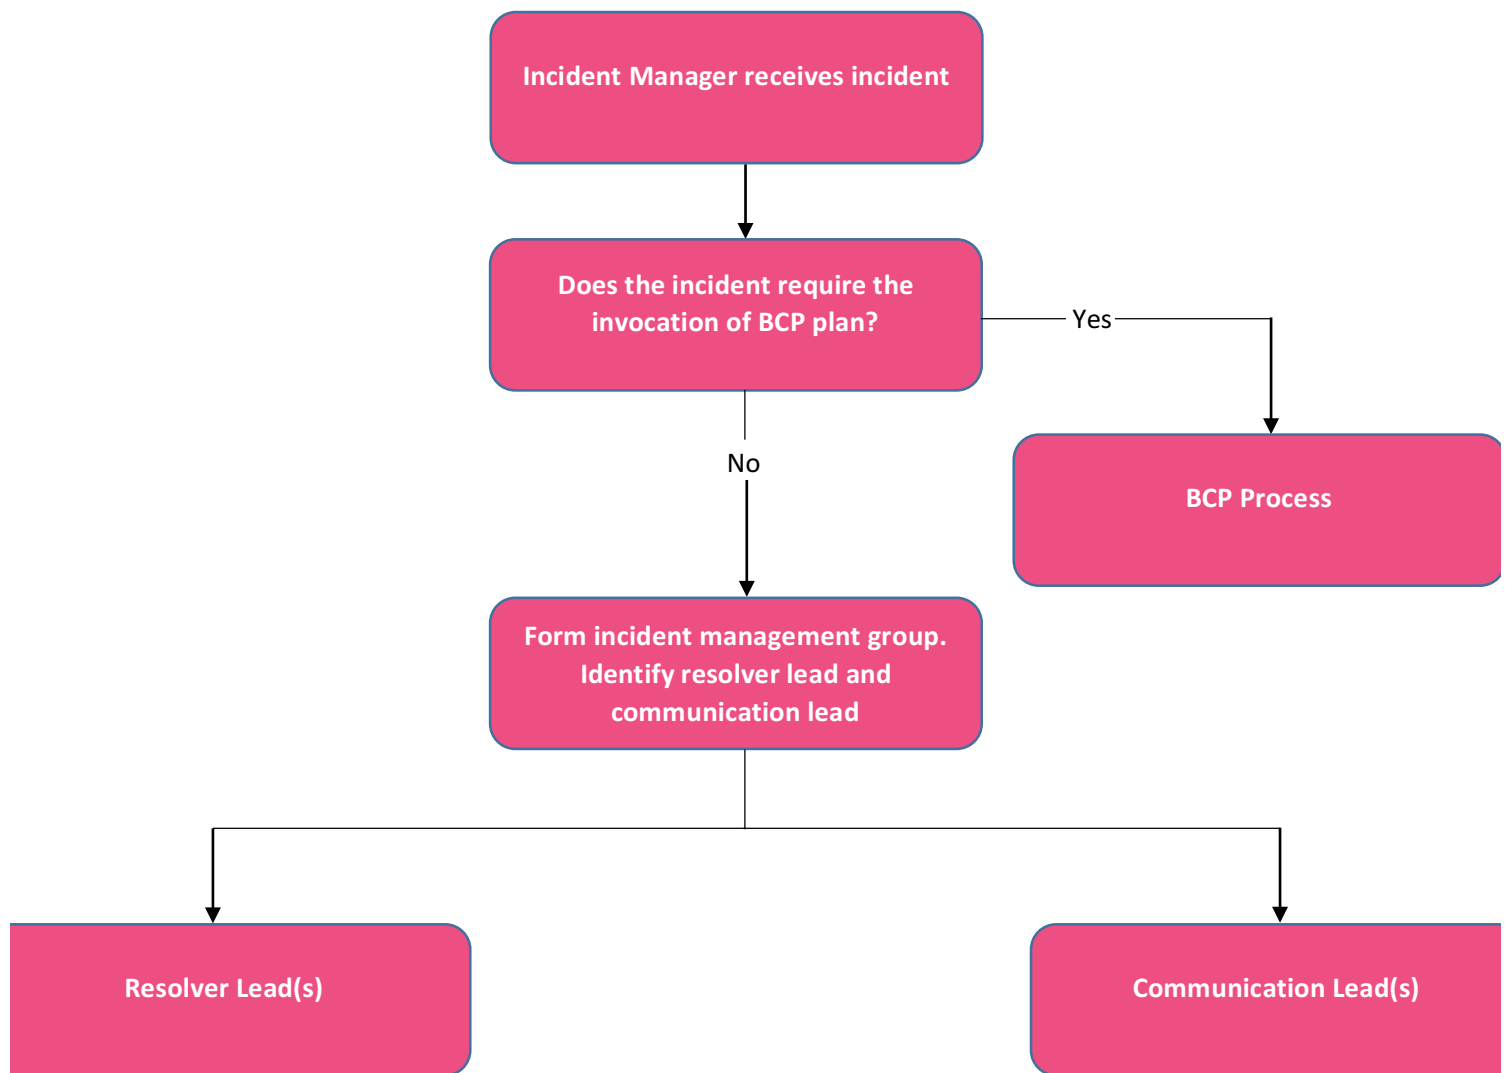 Incident Manager receives incident
Does the incident require the
invocation of BCP plan?
Yes
No
BCP Process
Form incident management group.
Identify resolver lead and
communication lead
Resolver Lead(s)
Communication Lead(s)